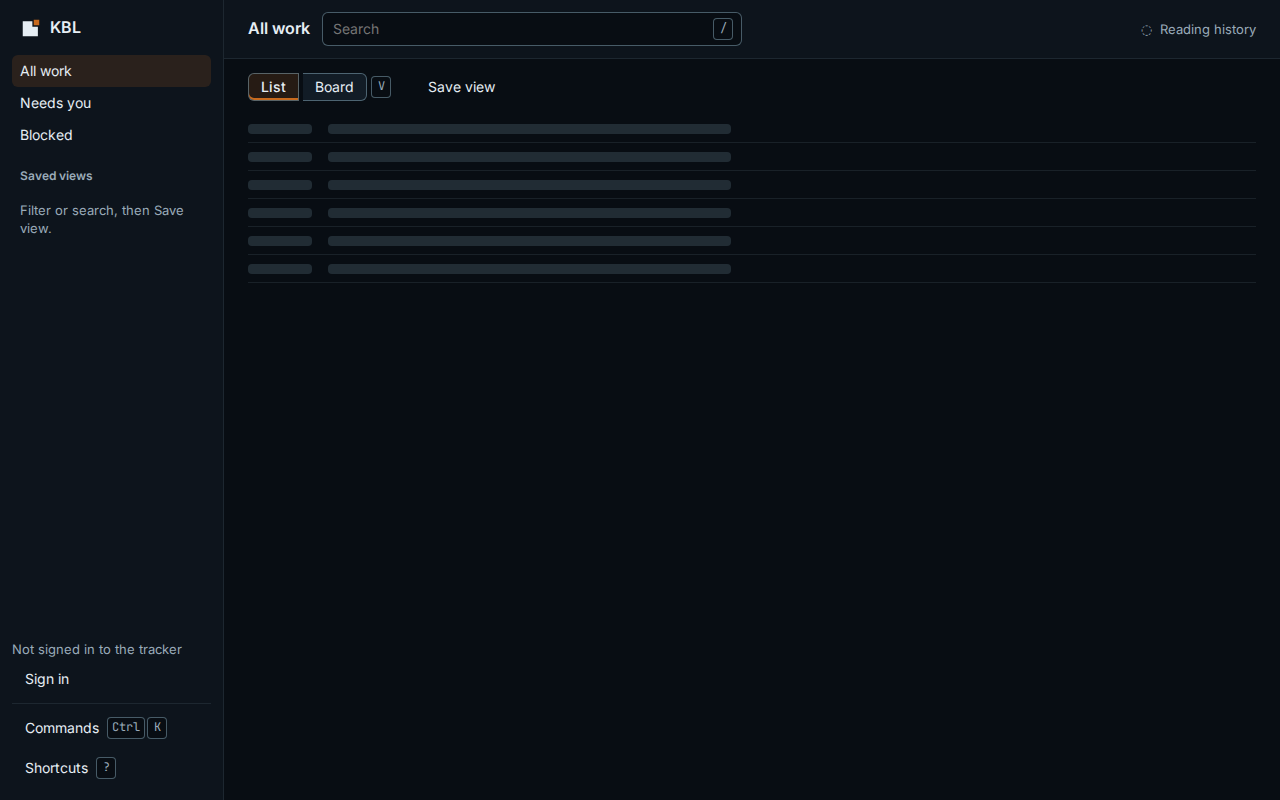 KBL
All work
Needs you
Blocked
Saved views
Filter or search, then Save
view.
Not signed in to the tracker
Sign in
Commands Ctrl K
Shortcuts ?
All work
Search /
Reading history
List Board V Save view